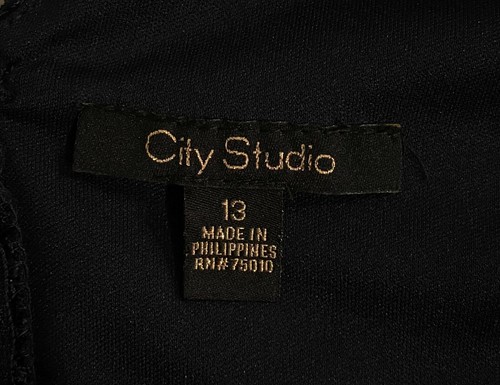 City Studio
13
MADE IN
PHILIPPINES
RN#75010